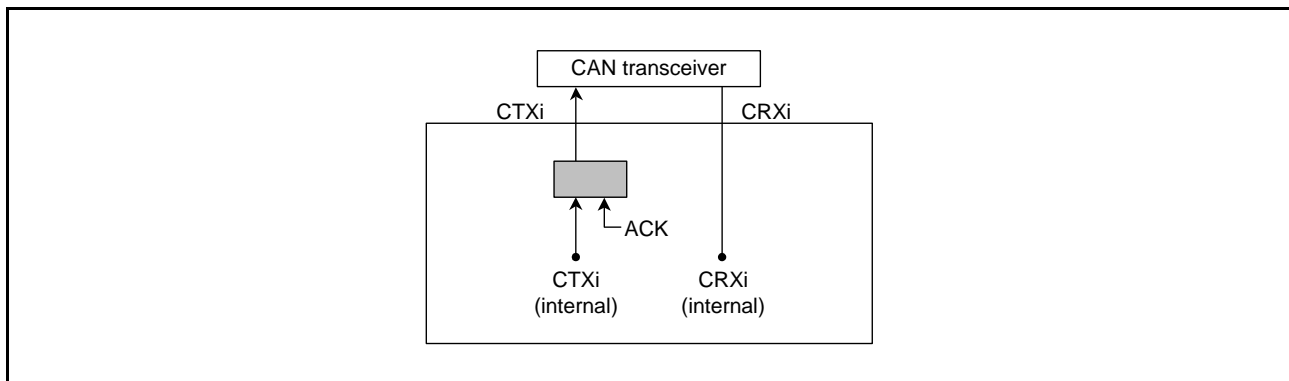 CAN transceiver
CTXi
CRXi
ACK
CTXi
(internal)
CRXi
(internal)